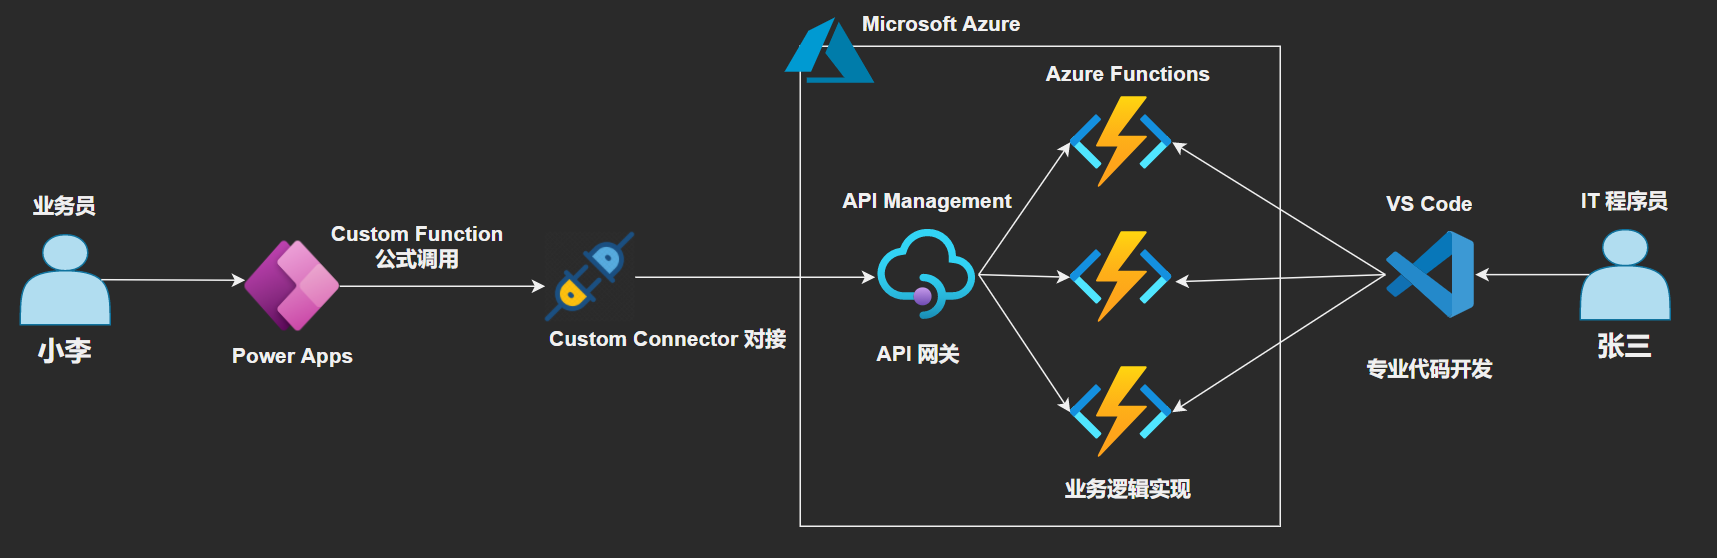 Microsoft Azure
Azure Functions
业务员
小李
Power Apps
Custom Function
公式调用
Custom Connector 对接
API Management
API 网关
业务逻辑实现
VS Code
专业代码开发
IT 程序员
张三